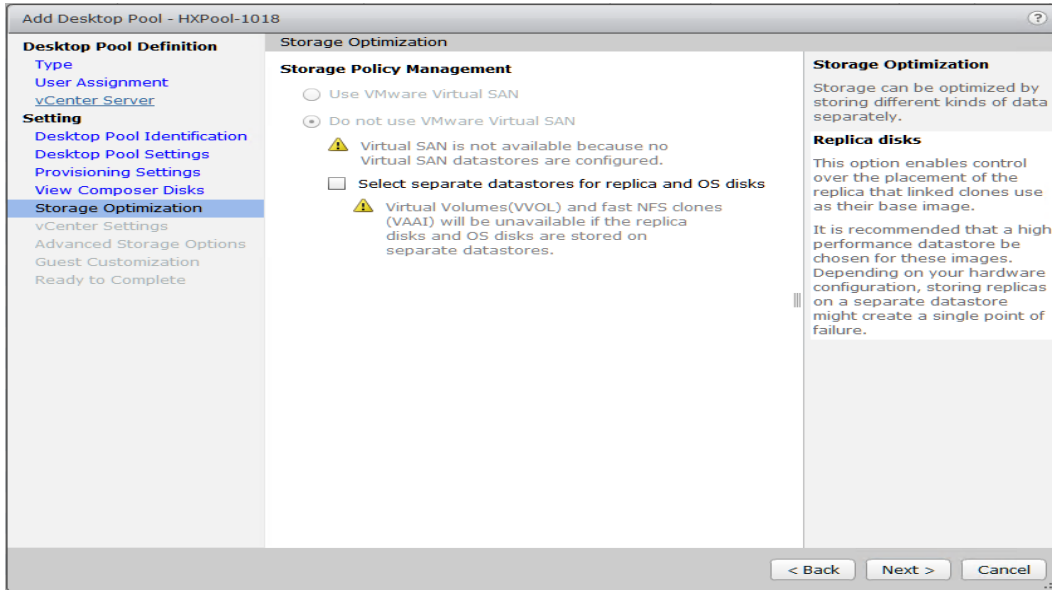 Add Desktop Pool - HXPool-1018
?
Desktop Pool Definition
Type
User Assignment
vCenter Server
Setting
Desktop Pool Identification
Desktop Pool Settings
Provisioning Settings
View Composer Disks
Storage Optimization
vCenter Settings
Advanced Storage Options
Guest Customization
Ready to Complete
Storage Optimization
Storage Policy Management
Use VMware Virtual SAN
Do not use VMware Virtual SAN
Virtual SAN is not available because no
Virtual SAN datastores are configured.
Select separate datastores for replica and OS disks
Virtual Volumes(VVOL) and fast NFS clones
(VAAI) will be unavailable if the replica
disks and OS disks are stored on
separate datastores.
Storage Optimization
Storage can be optimized by
storing different kinds of data
separately.
Replica disks
This option enables control
over the placement of the
replica that linked clones use
as their base image.
It is recommended that a high
performance datastore be
chosen for these images.
Depending on your hardware
configuration, storing replicas
on a separate datastore
might create a single point of
failure.
< Back
Next >
Cancel